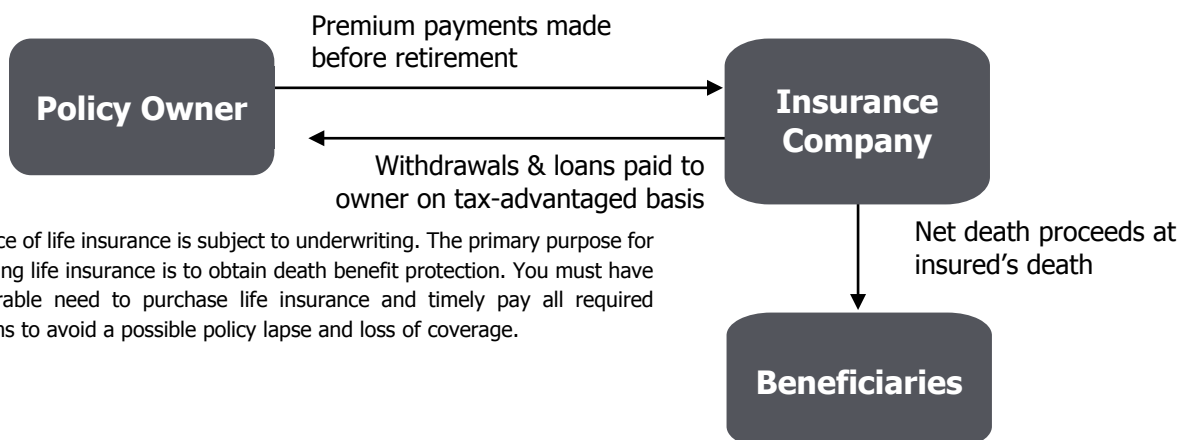 Premium payments made
before retirement
Policy Owner
Insurance
Company
Withdrawals & loans paid to
owner on tax-advantaged basis
of life insurance is subject to underwriting. The primary purpose for
life insurance is to obtain death benefit protection. You must have
need to purchase life insurance and timely pay all required
to avoid a possible policy lapse and loss of coverage.
Net death proceeds at
insured’s death
Beneficiaries